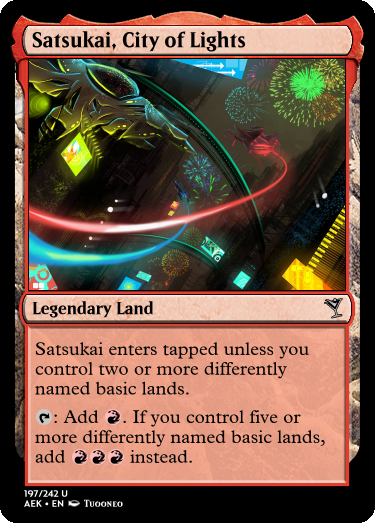 Satsukai, City of Lights
Legendary Land
Satsukai enters tapped unless you
control two or more differently
named basic lands.
: Add . If you control five or
more differently named basic lands,
add instead.
197/242 U
AEK • EN Tuooneo